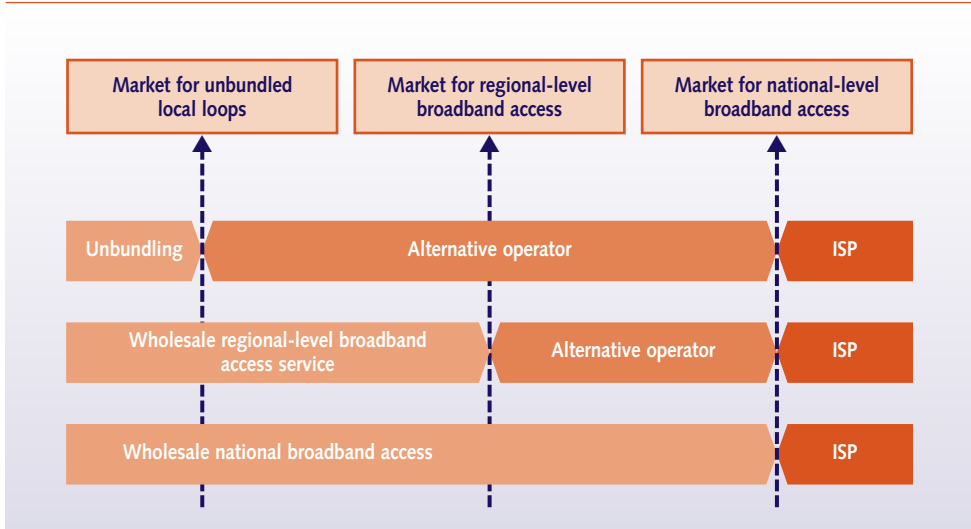 Market for unbundled
local loops
Market for regional-level
broadband access
Market for national-level
broadband access
Unbundling
Alternative operator
ISP
Wholesale regional-level broadband
access service
Alternative operator
ISP
Wholesale national broadband access
ISP